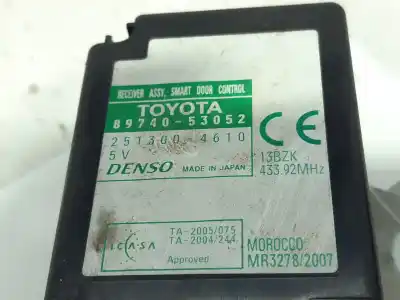 RECEIVER ASSY, SMART DOOR CONTROL
TOYOTA
89740-53052
251300-4610
5V
DENSO MADE IN JAPAN
CE
13BZK
433.92MHz
ICASA
TA-2005/075
TA-2004/244
Approved
MOROCCO
MR3278/2007